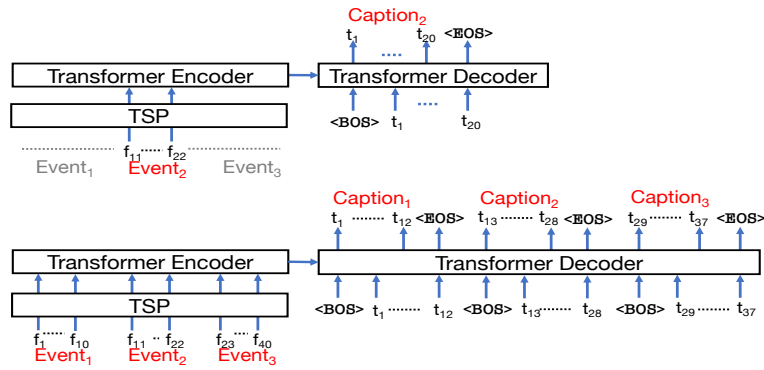 Caption₂
t₁ .... t₂₀ <EOS>
Transformer Encoder Transformer Decoder
TSP
<BOS> t₁ .... t₂₀
f₁₁ ...... f₂₂
Event₁ Event₂ Event₃
Caption₁ Caption₂ Caption₃
t₁ ........ t₁₂ <EOS> t₁₃ ........ t₂₈ <EOS> t₂₉ ........ t₃₇ <EOS>
Transformer Encoder Transformer Decoder
TSP
<BOS> t₁ ........ t₁₂ <BOS> t₁₃ ........ t₂₈ <BOS> t₂₉ ........ t₃₇
f₁ ...... f₁₀ f₁₁ .. f₂₂ f₂₃ ...... f₄₀
Event₁ Event₂ Event₃